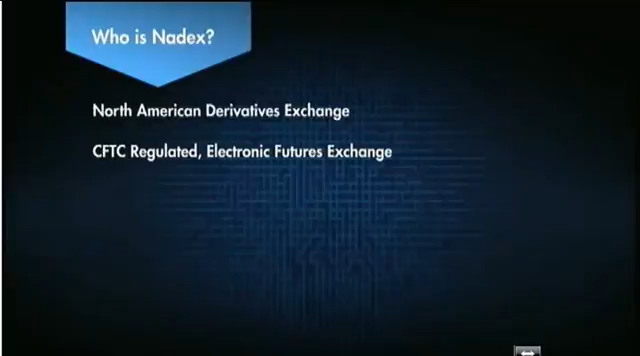 Who is Nadex?
North American Derivatives Exchange
CFTC Regulated, Electronic Futures Exchange